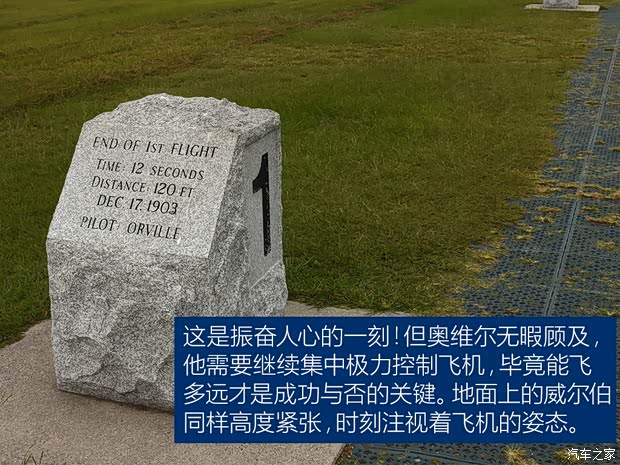 END OF 1ST FLIGHT
TIME: 12 SECONDS
DISTANCE: 120 FT.
DEC 17, 1903
PILOT ORVILLE
1
这是振奋人心的一刻！但奥维尔无暇顾及，
他需要继续集中极力控制飞机，毕竟能飞
多远才是成功与否的关键。地面上的威尔伯
同样高度紧张，时刻注视着飞机的姿态。
汽车之家